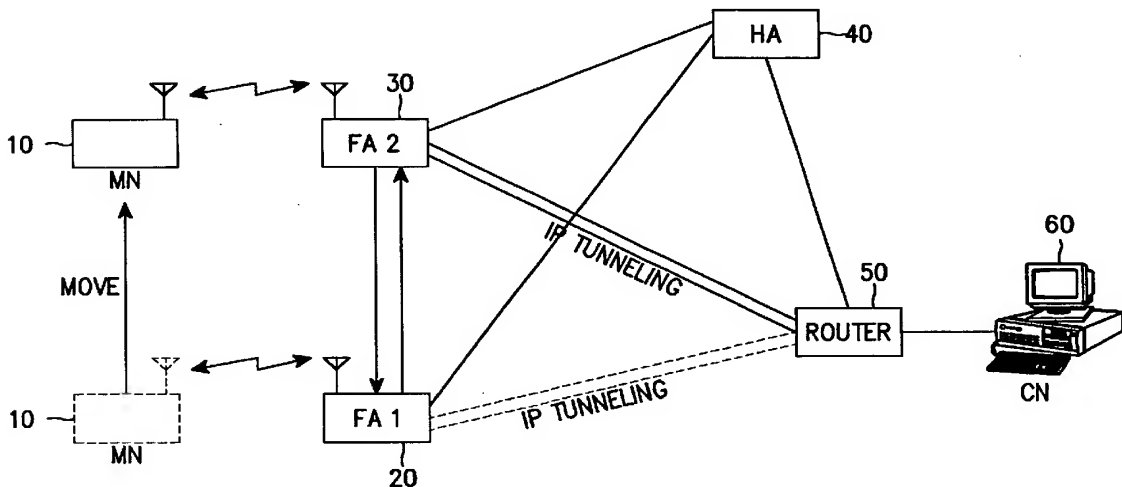 HA
40
30
10
FA 2
MN
IP TUNNELING
60
MOVE
50
ROUTER
10
FA 1
IP TUNNELING
CN
MN
20